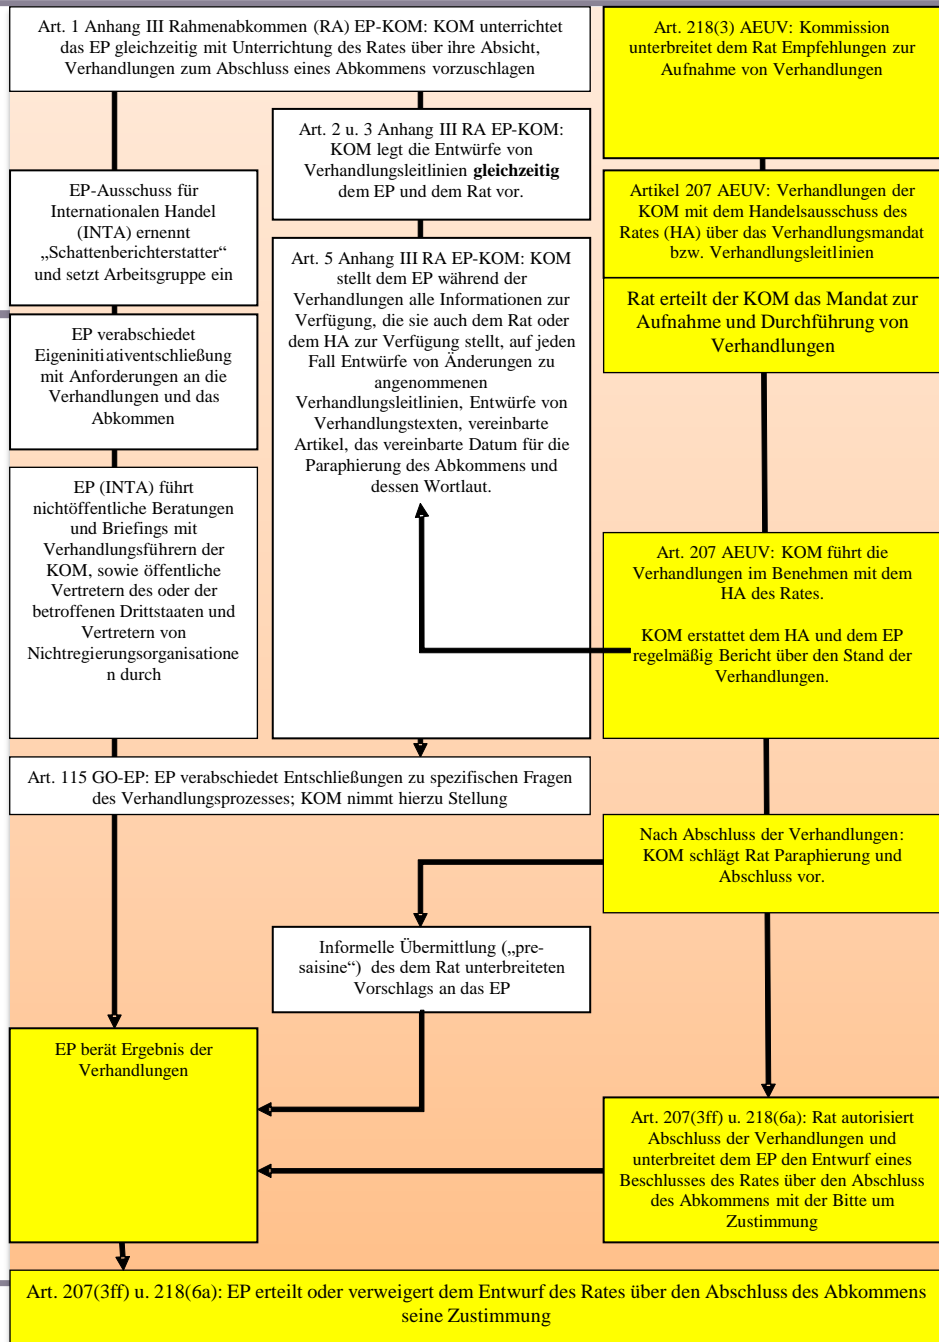 Art. 1 Anhang III Rahmenabkommen (RA) EP-KOM: KOM unterrichtet
das EP gleichzeitig mit Unterrichtung des Rates über ihre Absicht,
Verhandlungen zum Abschluss eines Abkommens vorzuschlagen
Art. 218(3) AEUV: Kommission
unterbreitet dem Rat Empfehlungen zur
Aufnahme von Verhandlungen
Art. 2 u. 3 Anhang III RA EP-KOM:
KOM legt die Entwürfe von
Verhandlungsleitlinien gleichzeitig
dem EP und dem Rat vor.
EP-Ausschuss für
Internationalen Handel
(INTA) ernennt
„Schattenberichterstatter“
und setzt Arbeitsgruppe ein
Artikel 207 AEUV: Verhandlungen der
KOM mit dem Handelsausschuss des
Rates (HA) über das Verhandlungsmandat
bzw. Verhandlungsleitlinien
Art. 5 Anhang III RA EP-KOM: KOM
stellt dem EP während der
Verhandlungen alle Informationen zur
Verfügung, die sie auch dem Rat oder
dem HA zur Verfügung stellt, auf jeden
Fall Entwürfe von Änderungen zu
angenommenen
Verhandlungsleitlinien, Entwürfe von
Verhandlungstexten, vereinbarte
Artikel, das vereinbarte Datum für die
Paraphierung des Abkommens und
dessen Wortlaut.
Rat erteilt der KOM das Mandat zur
Aufnahme und Durchführung von
Verhandlungen
EP verabschiedet
Eigeninitiativentschließung
mit Anforderungen an die
Verhandlungen und das
Abkommen
EP (INTA) führt
nichtöffentliche Beratungen
und Briefings mit
Verhandlungsführern der
KOM, sowie öffentliche
Vertretern des oder der
betroffenen Drittstaaten und
Vertretern von
Nichtregierungsorganisatione
n durch
Art. 207 AEUV: KOM führt die
Verhandlungen im Benehmen mit dem
HA des Rates.
KOM erstattet dem HA und dem EP
regelmäßig Bericht über den Stand der
Verhandlungen.
Art. 115 GO-EP: EP verabschiedet Entschließungen zu spezifischen Fragen
des Verhandlungsprozesses; KOM nimmt hierzu Stellung
Nach Abschluss der Verhandlungen:
KOM schlägt Rat Paraphierung und
Abschluss vor.
Informelle Übermittlung („pre-
saisine“) des dem Rat unterbreiteten
Vorschlags an das EP
EP berät Ergebnis der
Verhandlungen
Art. 207(3ff) u. 218(6a): Rat autorisiert
Abschluss der Verhandlungen und
unterbreitet dem EP den Entwurf eines
Beschlusses des Rates über den Abschluss
des Abkommens mit der Bitte um
Zustimmung
Art. 207(3ff) u. 218(6a): EP erteilt oder verweigert dem Entwurf des Rates über den Abschluss des Abkommens
seine Zustimmung